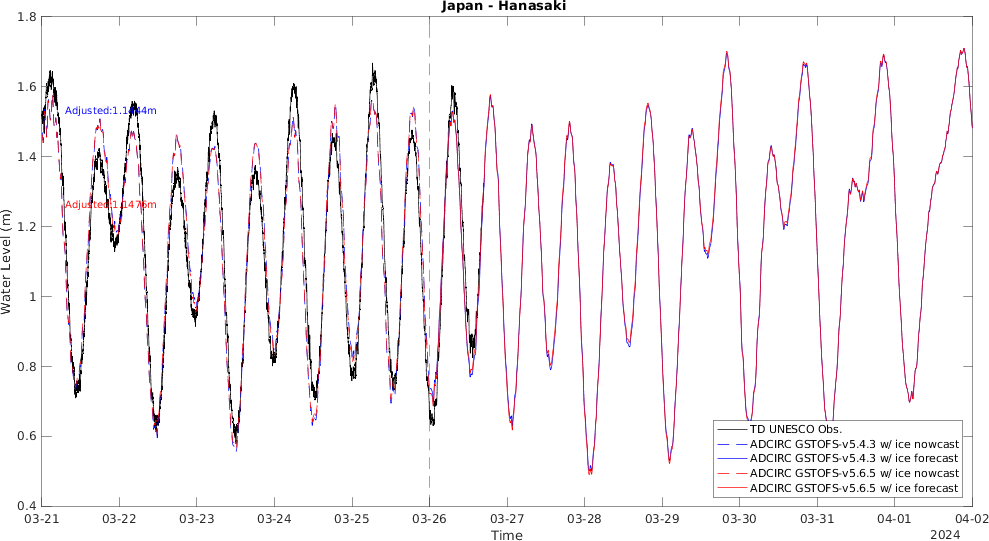 Japan - Hanasaki
1.8
1.6
1.4
1.2
1
0.8
0.6
0.4
Water Level (m)
Adjusted:1.1444m
Adjusted:1.1476m
TD UNESCO Obs.
ADCIRC GSTOFS-v5.4.3 w/ ice nowcast
ADCIRC GSTOFS-v5.4.3 w/ ice forecast
ADCIRC GSTOFS-v5.6.5 w/ ice nowcast
ADCIRC GSTOFS-v5.6.5 w/ ice forecast
03-21 03-22 03-23 03-24 03-25 03-26 03-27 03-28 03-29 03-30 03-31 04-01 04-02
Time
2024